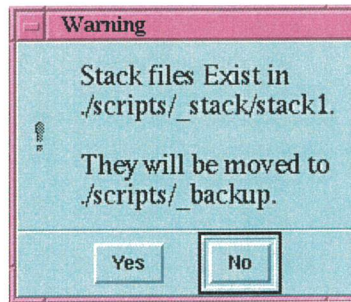 Warning
Stack files Exist in
./scripts/_stack/stack1.
They will be moved to
./scripts/_backup.
Yes
No